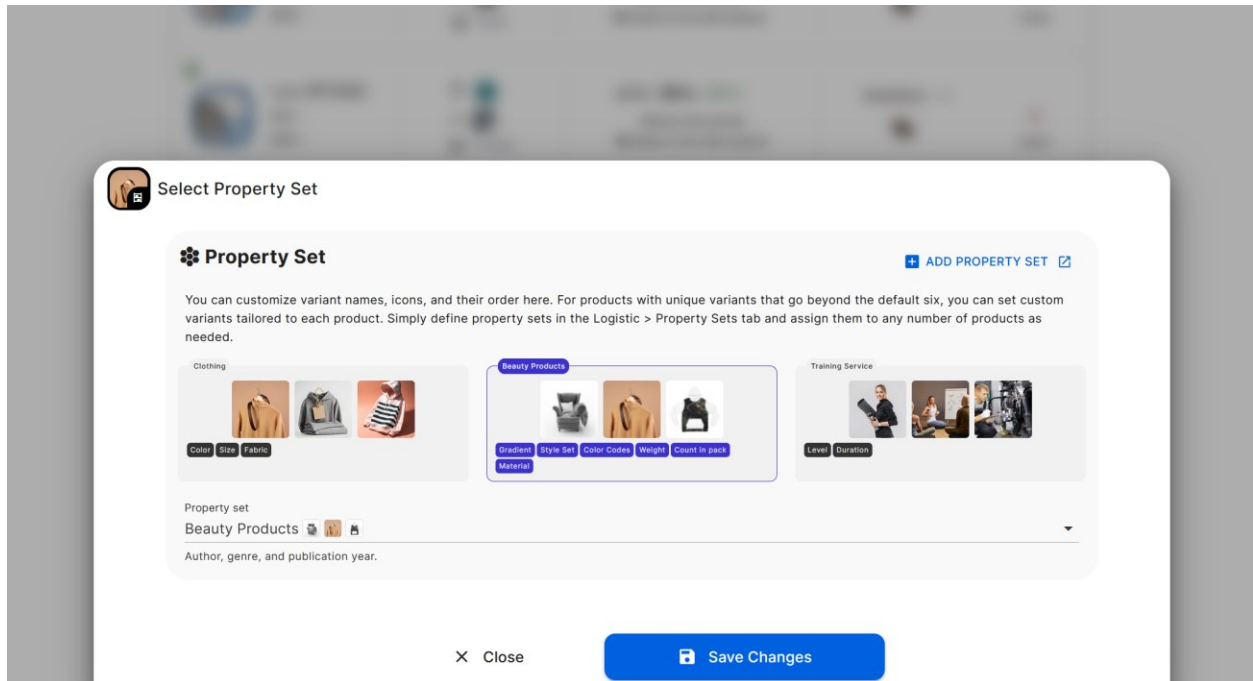 Select Property Set
Property Set
ADD PROPERTY SET
You can customize variant names, icons, and their order here. For products with unique variants that go beyond the default six, you can set custom
variants tailored to each product. Simply define property sets in the Logistic > Property Sets tab and assign them to any number of products as
needed.
Clothing
Color Size Fabric
Beauty Products
Gradient Style Set Color Codes Weight Count in pack
Material
Training Service
Level Duration
Property set
Beauty Products
Author, genre, and publication year.
Close
Save Changes